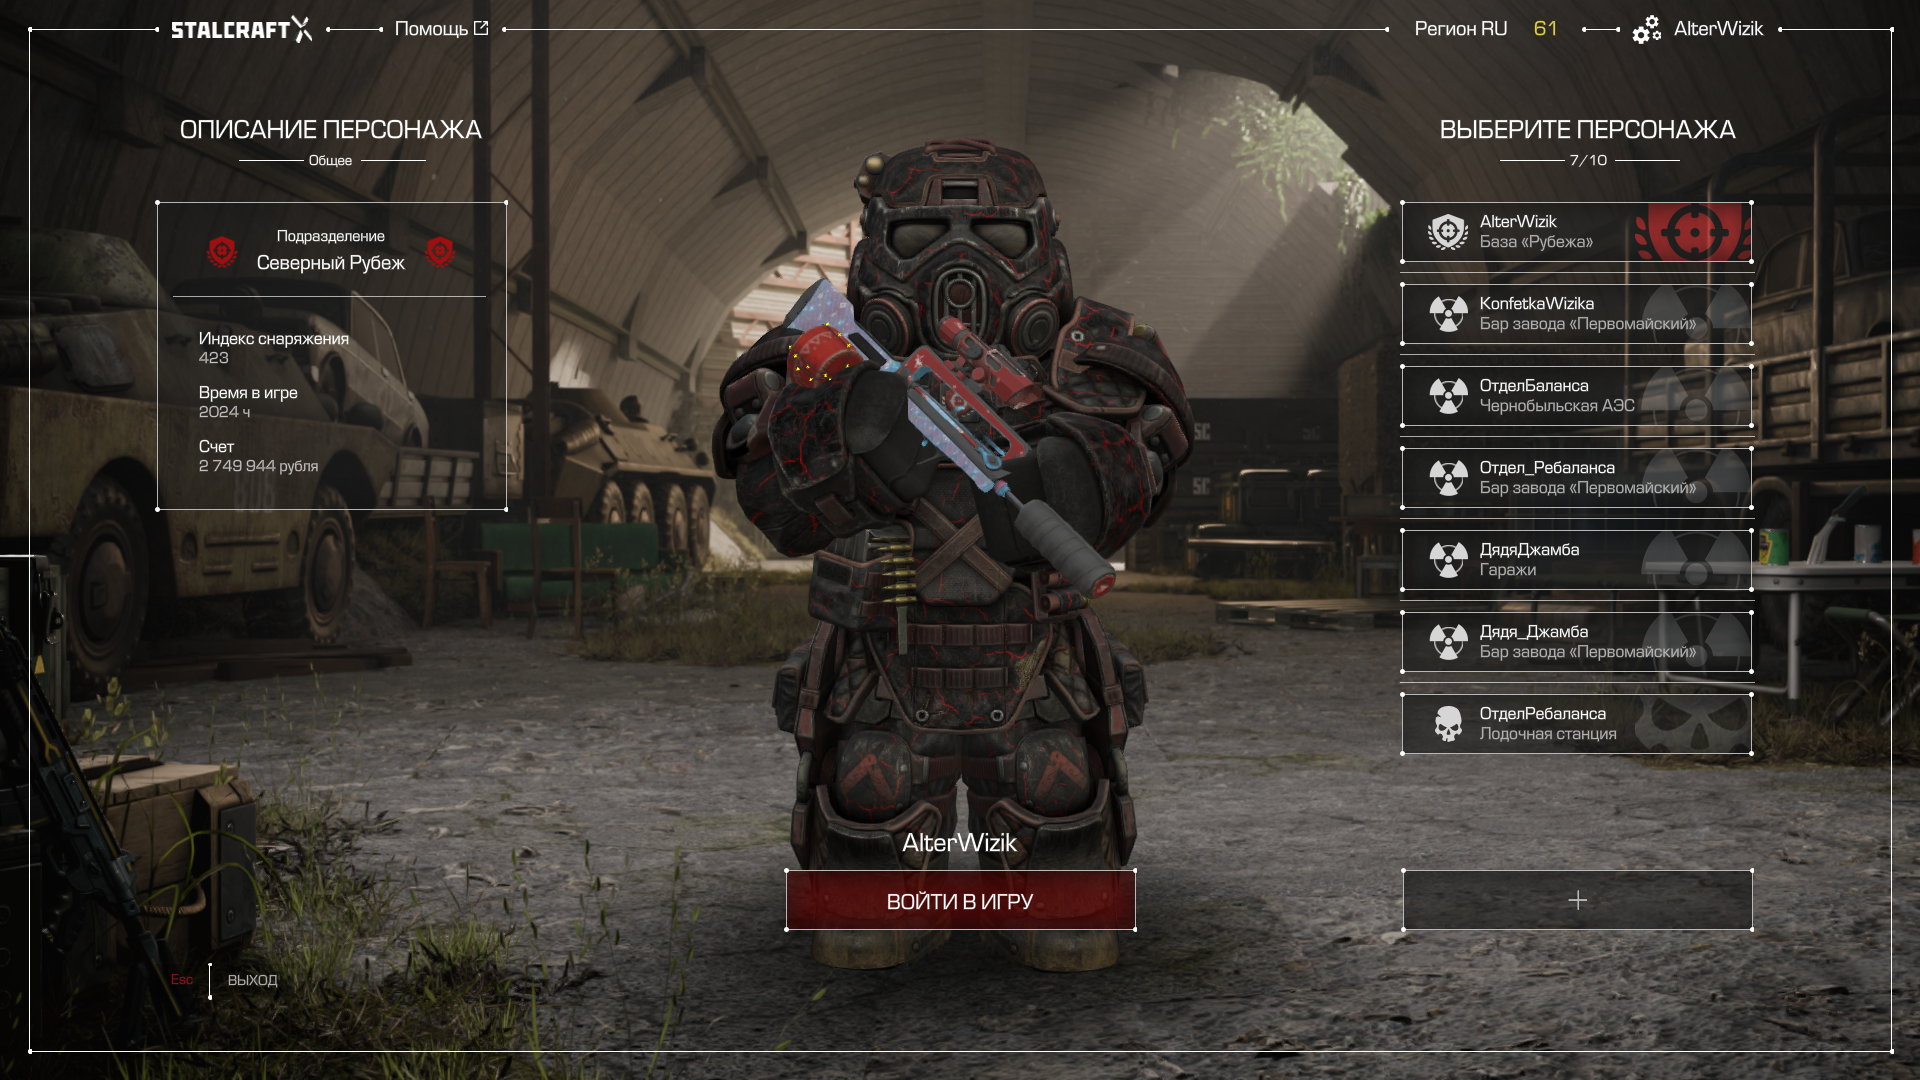 STALCRAFT X
Помощь
Регион RU
61
AlterWizik
ОПИСАНИЕ ПЕРСОНАЖА
Общее
Подразделение
Северный Рубеж
Индекс снаряжения
423
Время в игре
2024 ч
Счет
2 749 944 рубля
ВЫБЕРИТЕ ПЕРСОНАЖА
7/10
AlterWizik
База «Рубежа»
KonfetkaWizika
Бар завода «Первомайский»
ОтделБаланса
Чернобыльская АЭС
Отдел_Ребаланса
Бар завода «Первомайский»
ДядяДжамба
Гаражи
Дядя_Джамба
Бар завода «Первомайский»
ОтделРебаланса
Лодочная станция
SC
SC
AlterWizik
ВОЙТИ В ИГРУ
+
Esc
ВЫХОД